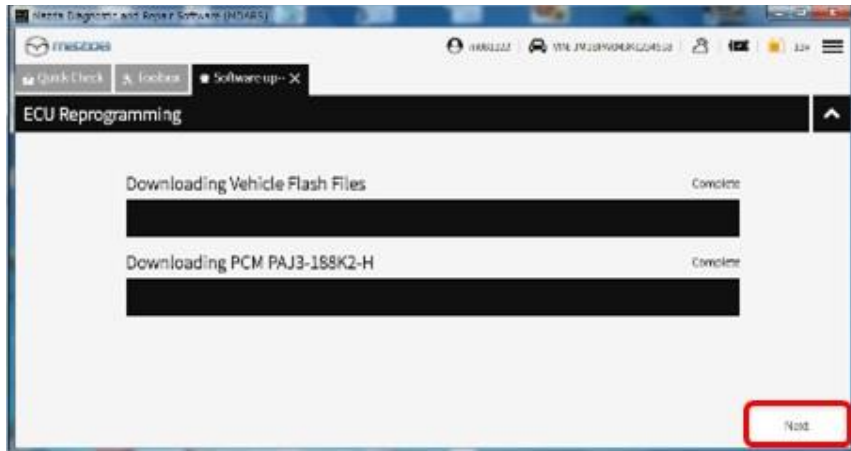 Mazda Diagnostic and Repair Software (MDARS)
mazda
Quick Check
Toolbox
Software up--
ECU Reprogramming
Downloading Vehicle Flash Files
Complete
Downloading PCM PAJ3-188K2-H
Complete
Next